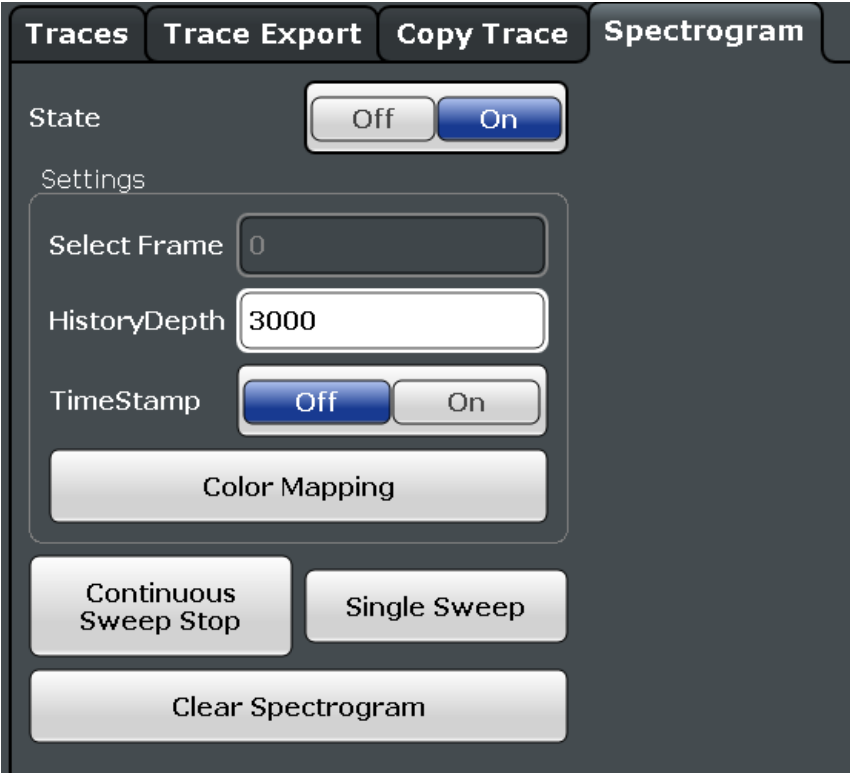 Traces Trace Export Copy Trace Spectrogram
State Off On
Settings
Select Frame 0
HistoryDepth 3000
TimeStamp Off On
Color Mapping
Continuous
Sweep Stop
Single Sweep
Clear Spectrogram